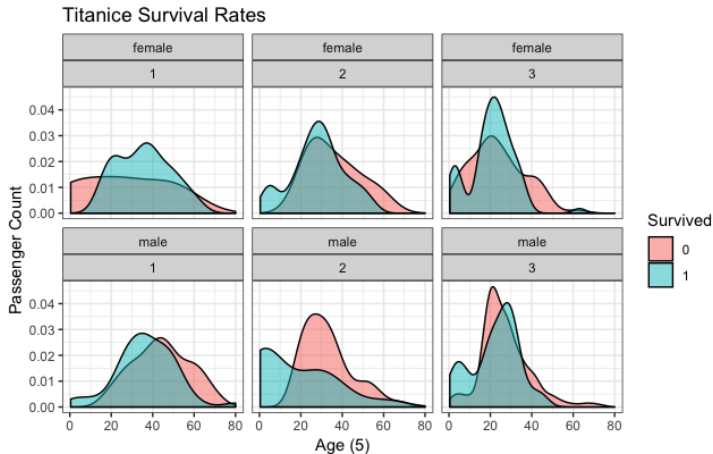 Titanice Survival Rates
female female female
1 2 3
0.04
0.03
0.02
0.01
0.00
male male male
1 2 3
0.04
0.03
0.02
0.01
0.00
0 20 40 60 80 0 20 40 60 80 0 20 40 60 80
Age (5)
Passenger Count
Survived
0
1